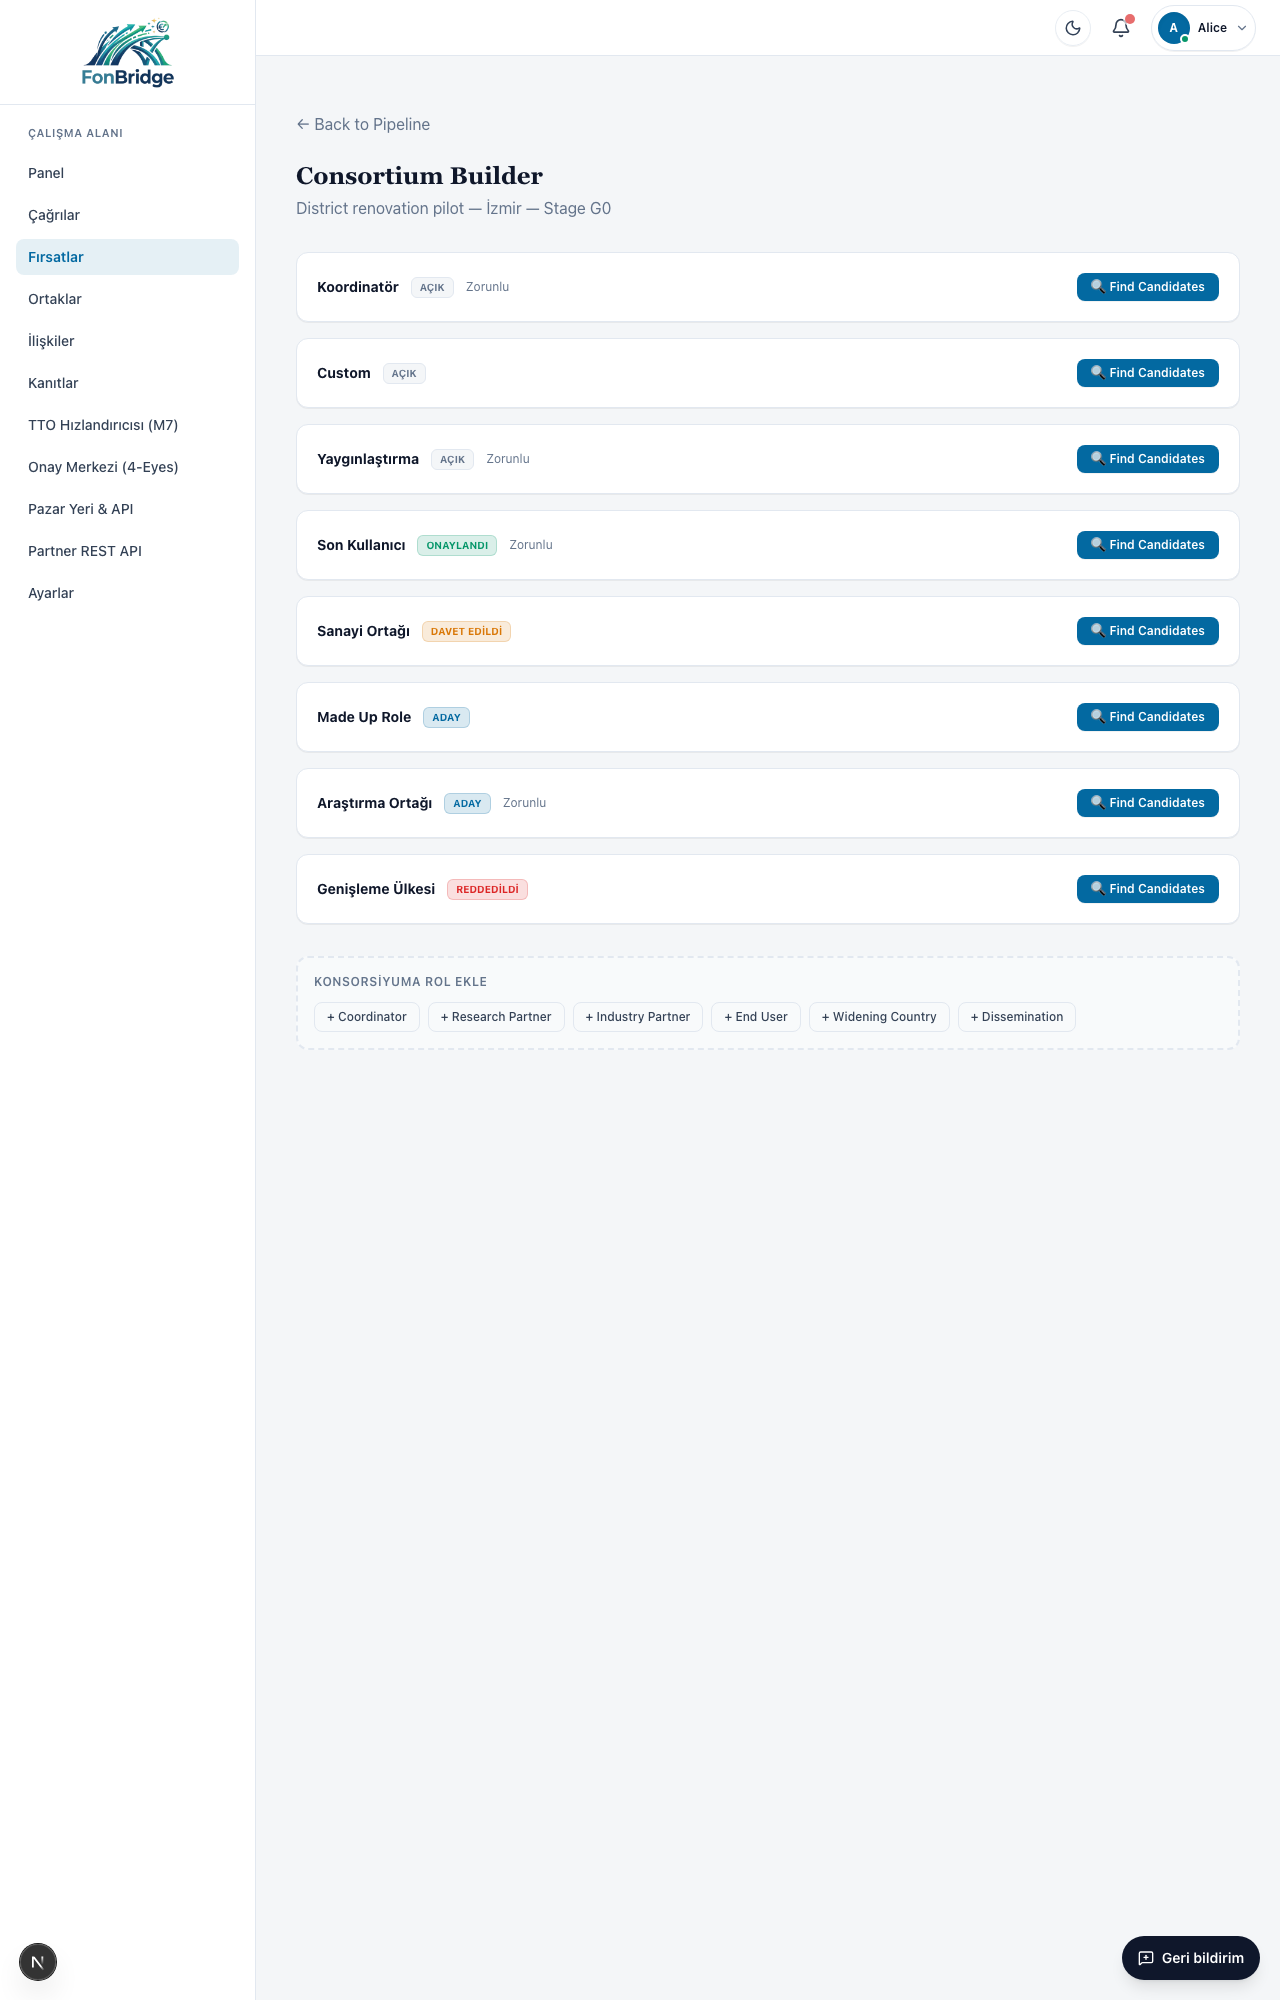 FonBridge
A Alice
ÇALIŞMA ALANI
Panel
Çağrılar
Fırsatlar
Ortaklar
İlişkiler
Kanıtlar
TTO Hızlandırıcısı (M7)
Onay Merkezi (4-Eyes)
Pazar Yeri & API
Partner REST API
Ayarlar
← Back to Pipeline
Consortium Builder
District renovation pilot — İzmir — Stage G0
Koordinatör AÇIK Zorunlu Find Candidates
Custom AÇIK Find Candidates
Yaygınlaştırma AÇIK Zorunlu Find Candidates
Son Kullanıcı ONAYLANDI Zorunlu Find Candidates
Sanayi Ortağı DAVET EDİLDİ Find Candidates
Made Up Role ADAY Find Candidates
Araştırma Ortağı ADAY Zorunlu Find Candidates
Genişleme Ülkesi REDDEDİLDİ Find Candidates
KONSORSİYUMA ROL EKLE
+ Coordinator + Research Partner + Industry Partner + End User + Widening Country + Dissemination
N
Geri bildirim